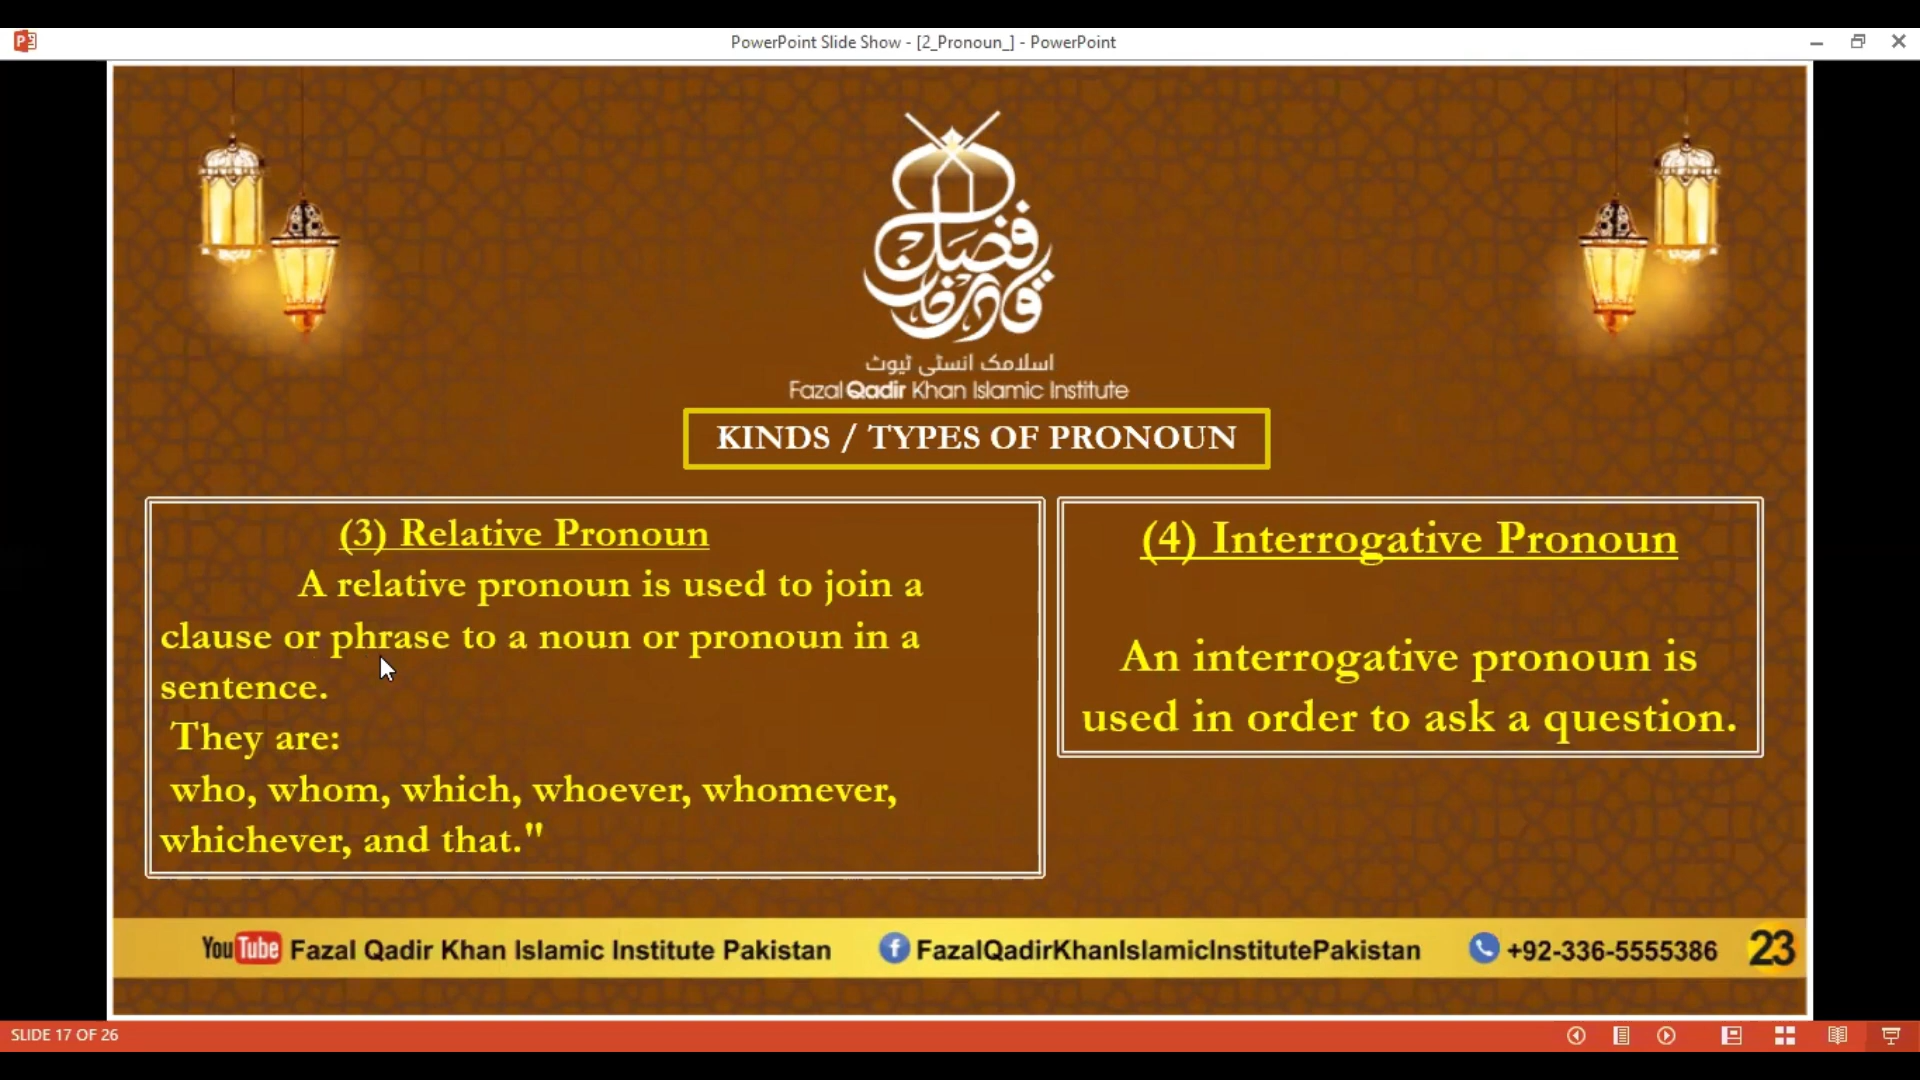 PowerPoint Slide Show - [2_Pronoun_] - PowerPoint
فضل
قادر خان
اسلامک انسٹی ٹیوٹ
Fazal Qadir Khan Islamic Institute
KINDS / TYPES OF PRONOUN
(3) Relative Pronoun
A relative pronoun is used to join a
clause or phrase to a noun or pronoun in a
sentence.
They are:
who, whom, which, whoever, whomever,
whichever, and that."
(4) Interrogative Pronoun
An interrogative pronoun is
used in order to ask a question.
YouTube Fazal Qadir Khan Islamic Institute Pakistan
f FazalQadirKhanIslamicInstitutePakistan
+92-336-5555386
23
SLIDE 17 OF 26